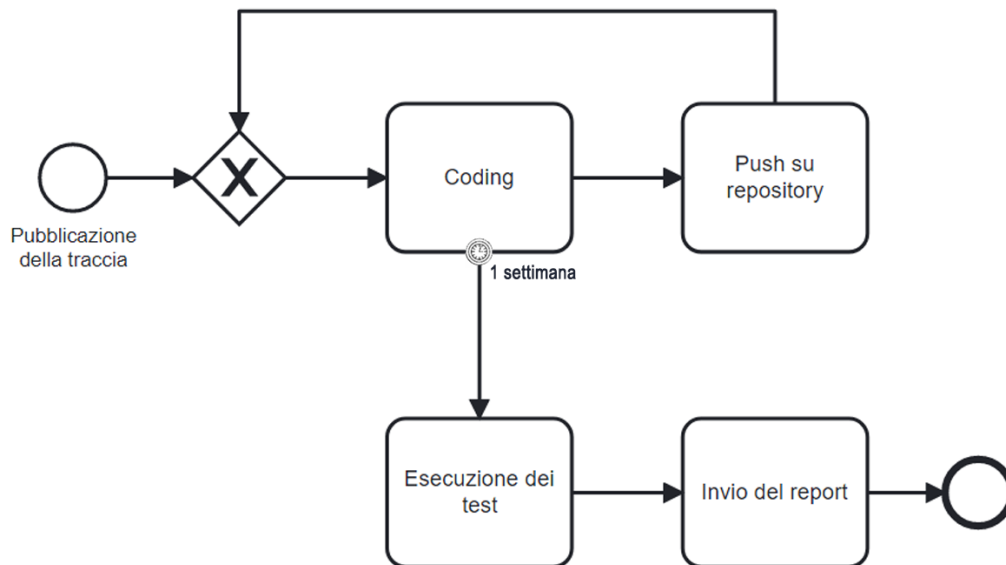 Pubblicazione
della traccia
X
Coding
1 settimana
Push su
repository
Esecuzione dei
test
Invio del report